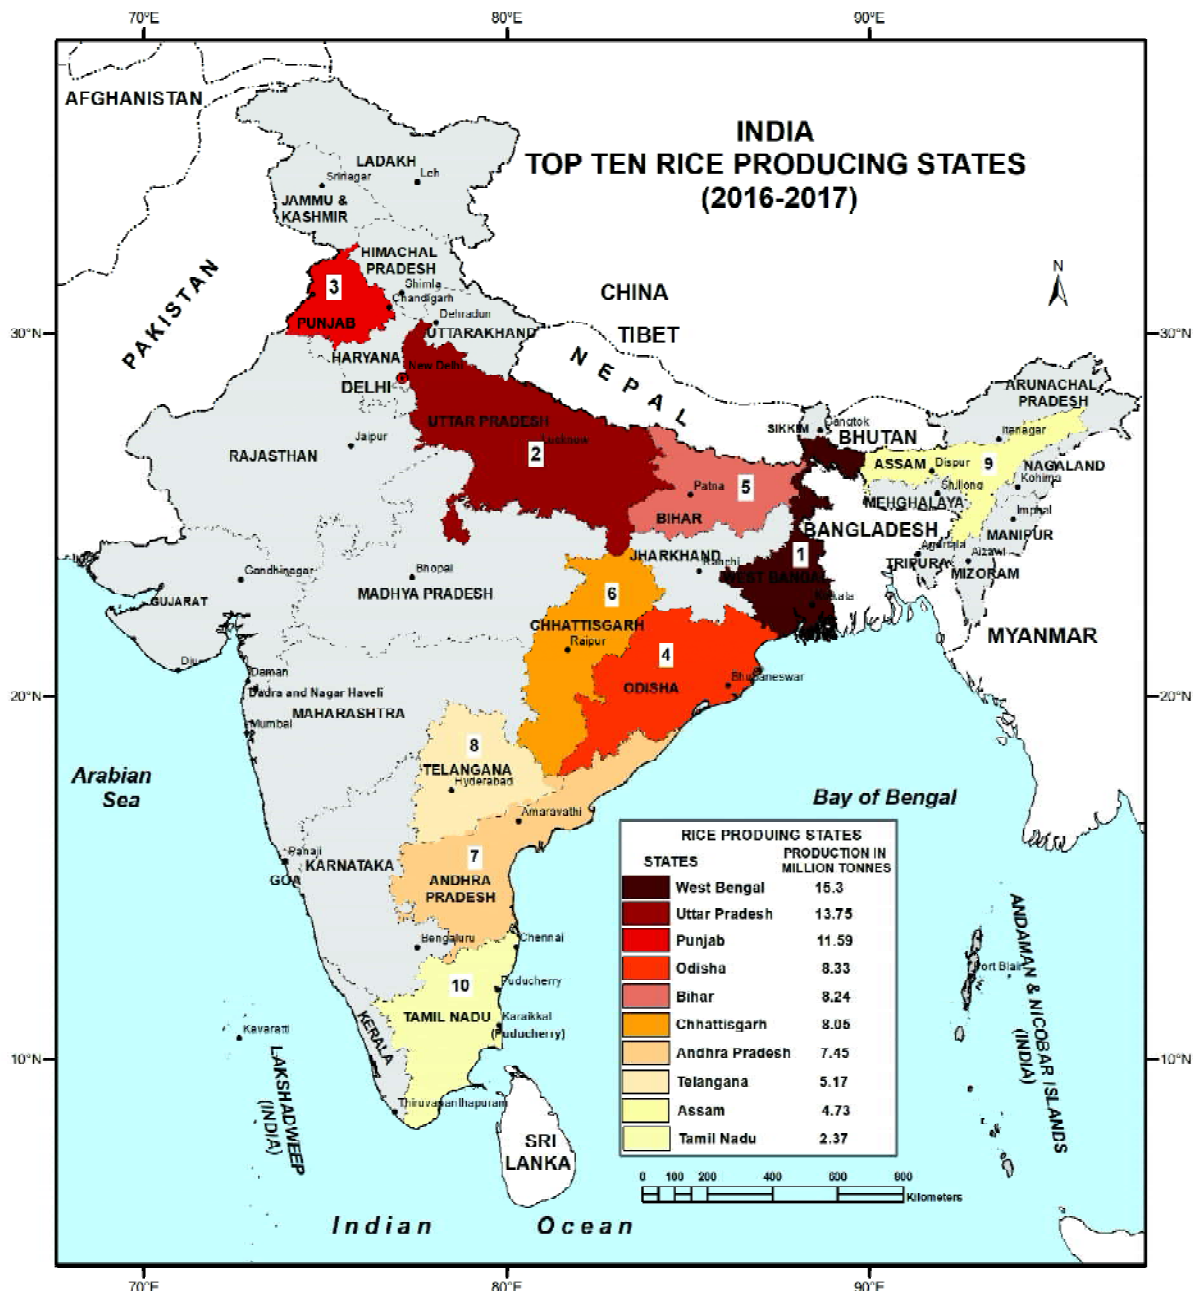 70°E 80°E 90°E
INDIA
TOP TEN RICE PRODUCING STATES
(2016-2017)
AFGHANISTAN
LADAKH
Srinagar
Leh
JAMMU &
KASHMIR
HIMACHAL
PRADESH
Shimla
Chandigarh
3
PUNJAB
PAKISTAN
N
CHINA
TIBET
30°N
30°N
Dehradun
UTTARAKHAND
HARYANA
New Delhi
DELHI
NEPAL
ARUNACHAL
PRADESH
UTTAR PRADESH
Lucknow
2
Jaipur
RAJASTHAN
SIKKIM
Gangtok
BHUTAN
Itanagar
ASSAM
Dispur
9
NAGALAND
Kohima
Shillong
MEHGHALAYA
Patna
5
BIHAR
BANGLADESH
Imphal
MANIPUR
Agartala
TRIPURA
Aizawl
MIZORAM
JHARKHAND
Ranchi
1
WEST BANGAL
Kolkata
Gandhinagar
GUJARAT
Bhopal
MADHYA PRADESH
6
CHHATTISGARH
Raipur
4
ODISHA
Bhubaneswar
MYANMAR
Diu
Daman
Dadra and Nagar Haveli
20°N
20°N
MAHARASHTRA
Mumbai
8
TELANGANA
Hyderabad
Arabian
Sea
Bay of Bengal
Amaravathi
Panaji
GOA
KARNATAKA
7
ANDHRA
PRADESH
Bengaluru
Chennai
10
Puducherry
TAMIL NADU
Karaikkal
(Puducherry)
KERALA
Kavaratti
LAKSHADWEEP
(INDIA)
10°N
10°N
Thiruvananthapuram
SRI
LANKA
Port Blair
ANDAMAN & NICOBAR ISLANDS
(INDIA)
RICE PRODUING STATES
STATES PRODUCTION IN
MILLION TONNES
West Bengal 15.3
Uttar Pradesh 13.75
Punjab 11.59
Odisha 8.33
Bihar 8.24
Chhattisgarh 8.05
Andhra Pradesh 7.45
Telangana 5.17
Assam 4.73
Tamil Nadu 2.37
0 100 200 400 600 800
Kilometers
Indian Ocean
70°E 80°E 90°E